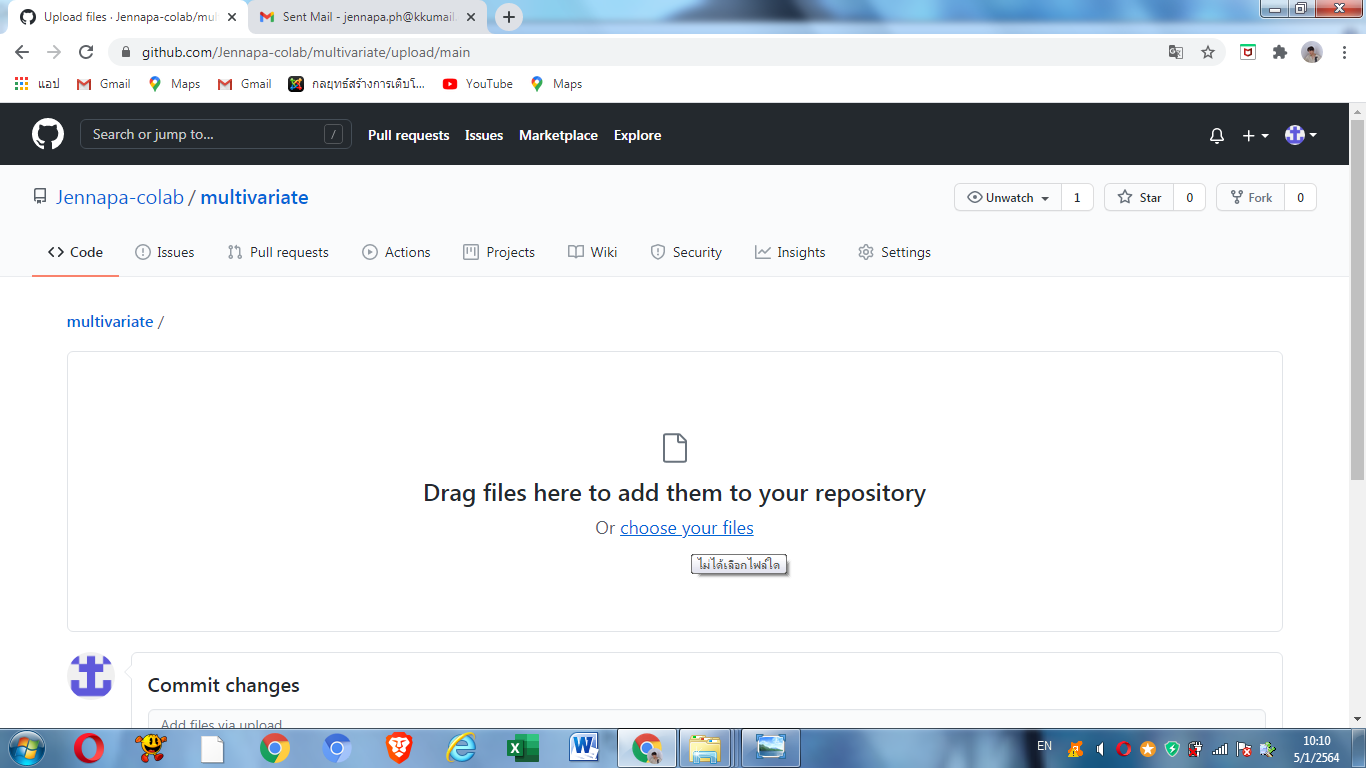 Upload files · Jennapa-colab/mul
Sent Mail - jennapa.ph@kkumail.
github.com/Jennapa-colab/multivariate/upload/main
แอป
Gmail
Maps
Gmail
กลยุทธ์สร้างการเติบโ...
YouTube
Maps
Search or jump to...
/
Pull requests
Issues
Marketplace
Explore
Jennapa-colab / multivariate
Unwatch
1
Star
0
Fork
0
Code
Issues
Pull requests
Actions
Projects
Wiki
Security
Insights
Settings
multivariate /
Drag files here to add them to your repository
Or choose your files
ไม่ได้เลือกไฟล์ใด
Commit changes
Add files via upload
EN
10:10
5/1/2564